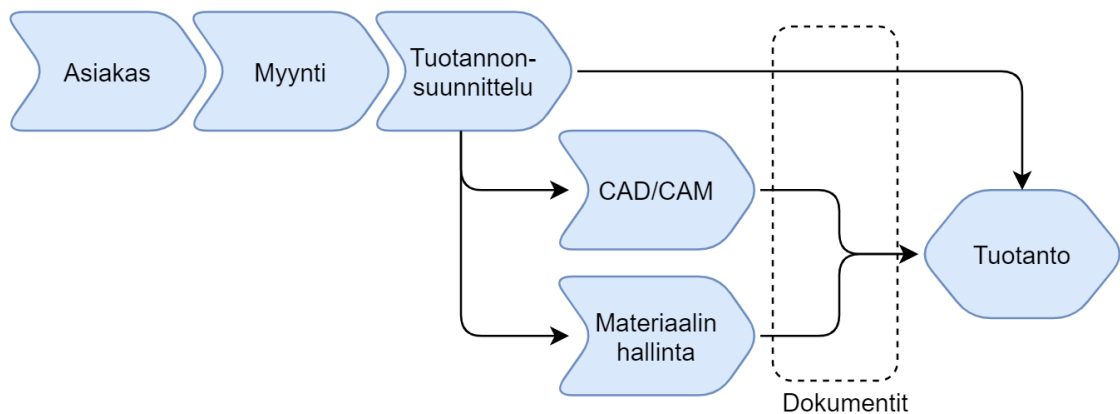 Asiakas
Myynti
Tuotannon-
suunnittelu
CAD/CAM
Tuotanto
Materiaalin
hallinta
Dokumentit